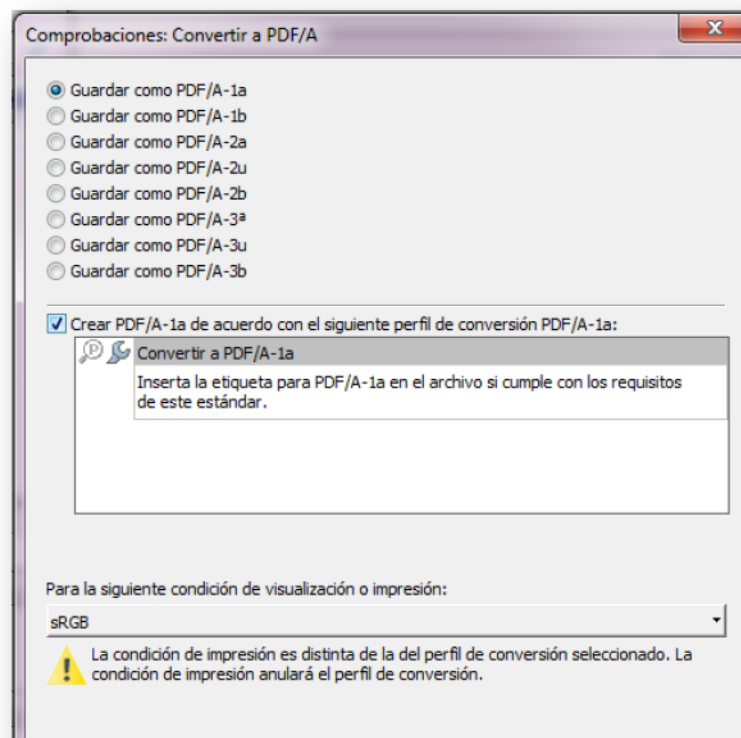 Comprobaciones: Convertir a PDF/A
Guardar como PDF/A-1a
Guardar como PDF/A-1b
Guardar como PDF/A-2a
Guardar como PDF/A-2u
Guardar como PDF/A-2b
Guardar como PDF/A-3ª
Guardar como PDF/A-3u
Guardar como PDF/A-3b
Crear PDF/A-1a de acuerdo con el siguiente perfil de conversión PDF/A-1a:
Convertir a PDF/A-1a
Inserta la etiqueta para PDF/A-1a en el archivo si cumple con los requisitos
de este estándar.
Para la siguiente condición de visualización o impresión:
sRGB
La condición de impresión es distinta de la del perfil de conversión seleccionado. La
condición de impresión anulará el perfil de conversión.